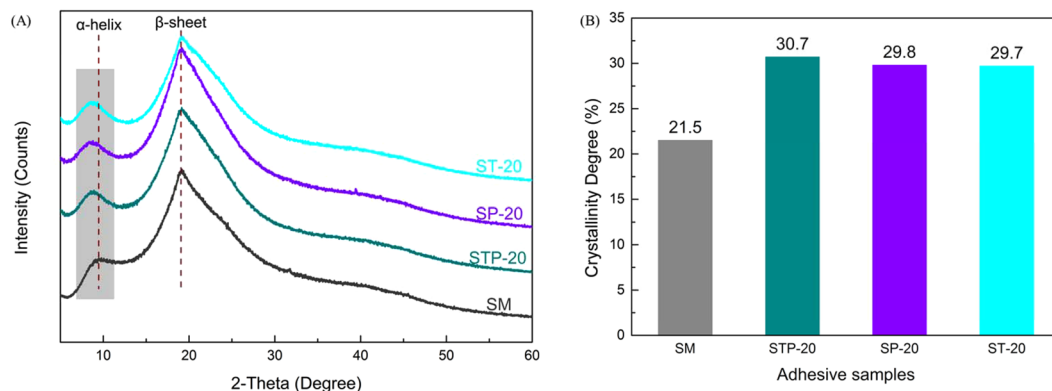 (A)
α-helix
β-sheet
Intensity (Counts)
ST-20
SP-20
STP-20
SM
10 20 30 40 50 60
2-Theta (Degree)
(B)
Crystallinity Degree (%)
35
30
25
20
15
10
5
0
21.5
30.7
29.8
29.7
SM STP-20 SP-20 ST-20
Adhesive samples